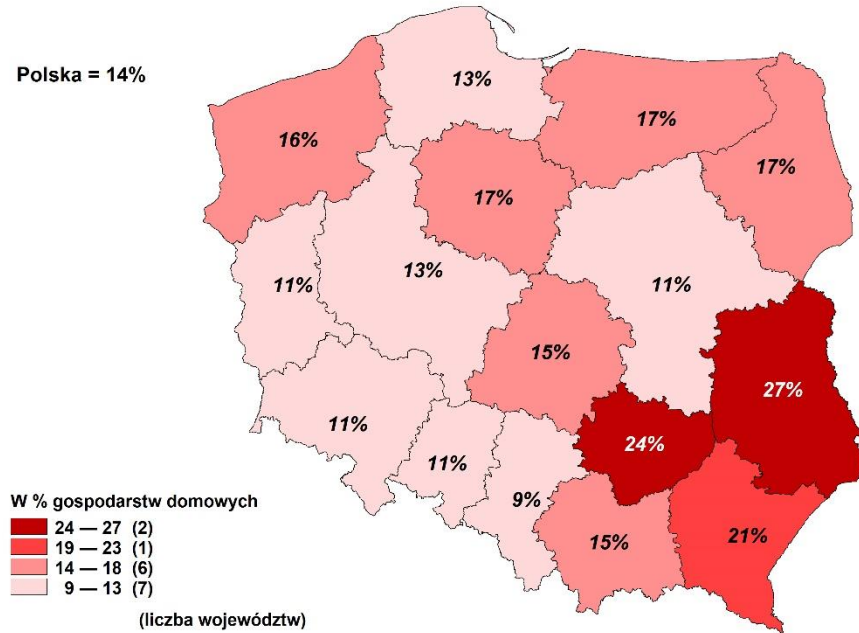 Polska = 14%
13%
16%
17%
17%
17%
11%
13%
11%
15%
27%
11%
24%
11%
9%
15%
21%
W % gospodarstw domowych
24 — 27 (2)
19 — 23 (1)
14 — 18 (6)
9 — 13 (7)
(liczba województw)